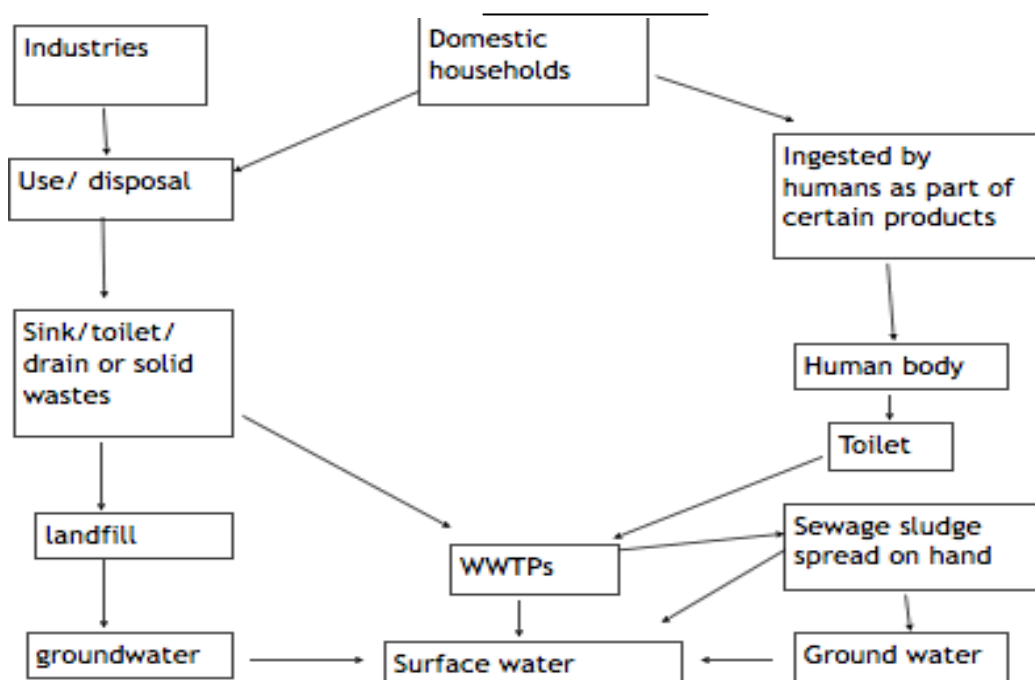 Industries
Domestic
households
Use/ disposal
Ingested by
humans as part of
certain products
Sink/toilet/
drain or solid
wastes
Human body
Toilet
landfill
WWTPs
Sewage sludge
spread on hand
groundwater
Surface water
Ground water